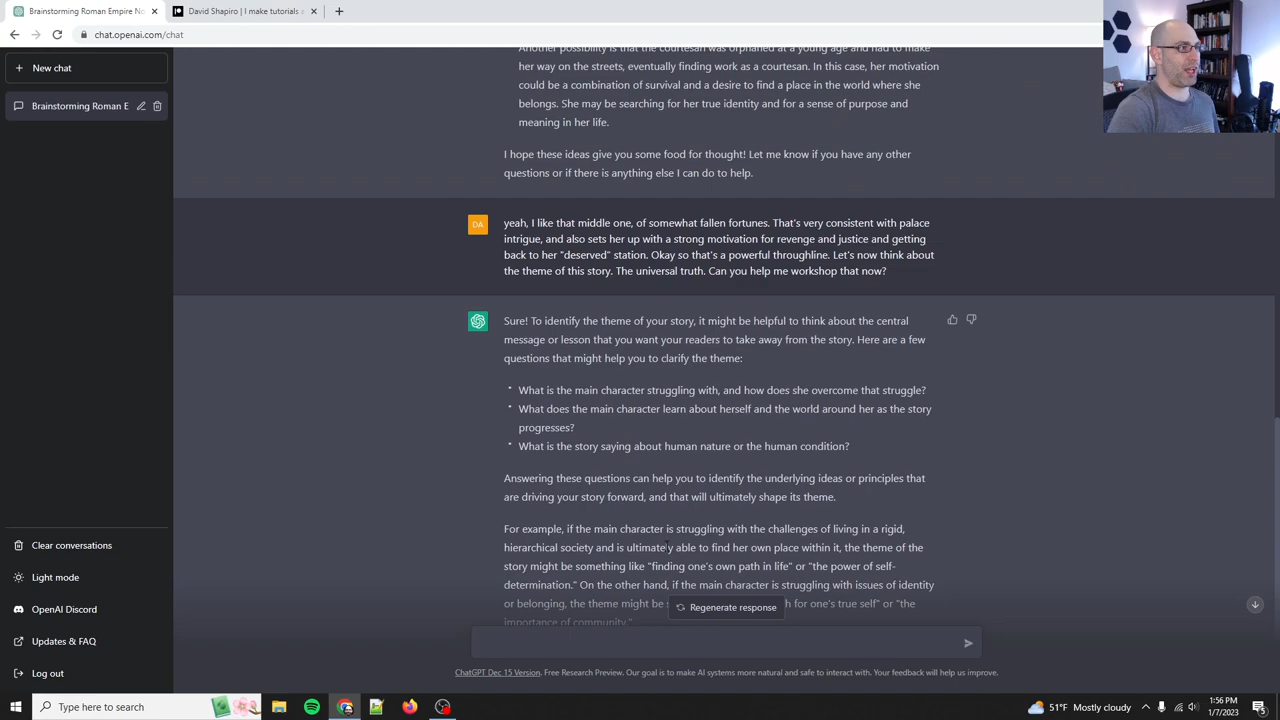 Brainstorming Roman Empire No
David Shapiro | I make tutorials a
chat.openai.com/chat
New chat
Brainstorming Roman E
Another possibility is that the courtesan was orphaned at a young age and had to make
her way on the streets, eventually finding work as a courtesan. In this case, her motivation
could be a combination of survival and a desire to find a place in the world where she
belongs. She may be searching for her true identity and for a sense of purpose and
meaning in her life.
I hope these ideas give you some food for thought! Let me know if you have any other
questions or if there is anything else I can do to help.
DA
yeah, I like that middle one, of somewhat fallen fortunes. That's very consistent with palace
intrigue, and also sets her up with a strong motivation for revenge and justice and getting
back to her "deserved" station. Okay so that's a powerful throughline. Let's now think about
the theme of this story. The universal truth. Can you help me workshop that now?
Sure! To identify the theme of your story, it might be helpful to think about the central
message or lesson that you want your readers to take away from the story. Here are a few
questions that might help you to clarify the theme:
• What is the main character struggling with, and how does she overcome that struggle?
• What does the main character learn about herself and the world around her as the story
progresses?
• What is the story saying about human nature or the human condition?
Answering these questions can help you to identify the underlying ideas or principles that
are driving your story forward, and that will ultimately shape its theme.
For example, if the main character is struggling with the challenges of living in a rigid,
hierarchical society and is ultimately able to find her own place within it, the theme of the
story might be something like "finding one's own path in life" or "the power of self-
determination." On the other hand, if the main character is struggling with issues of identity
or belonging, the theme might be h for one's true self" or "the
importance of community."
Regenerate response
Clear conversations
Light mode
OpenAI Discord
Updates & FAQ
Log out
ChatGPT Dec 15 Version. Free Research Preview. Our goal is to make AI systems more natural and safe to interact with. Your feedback will help us improve.
Type here to search
51°F Mostly cloudy
1:56 PM
1/7/2023